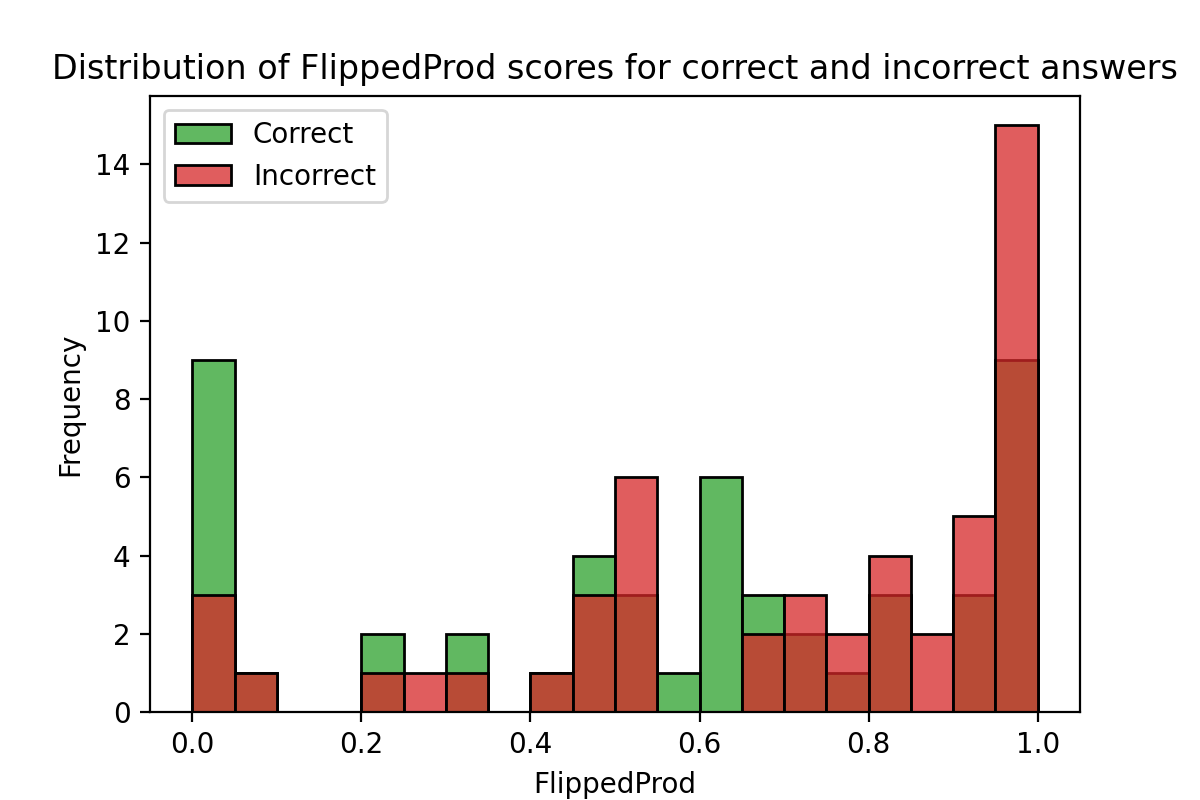 Distribution of FlippedProd scores for correct and incorrect answers
Correct
Incorrect
14
12
10
8
6
4
2
0
Frequency
0.0 0.2 0.4 0.6 0.8 1.0
FlippedProd